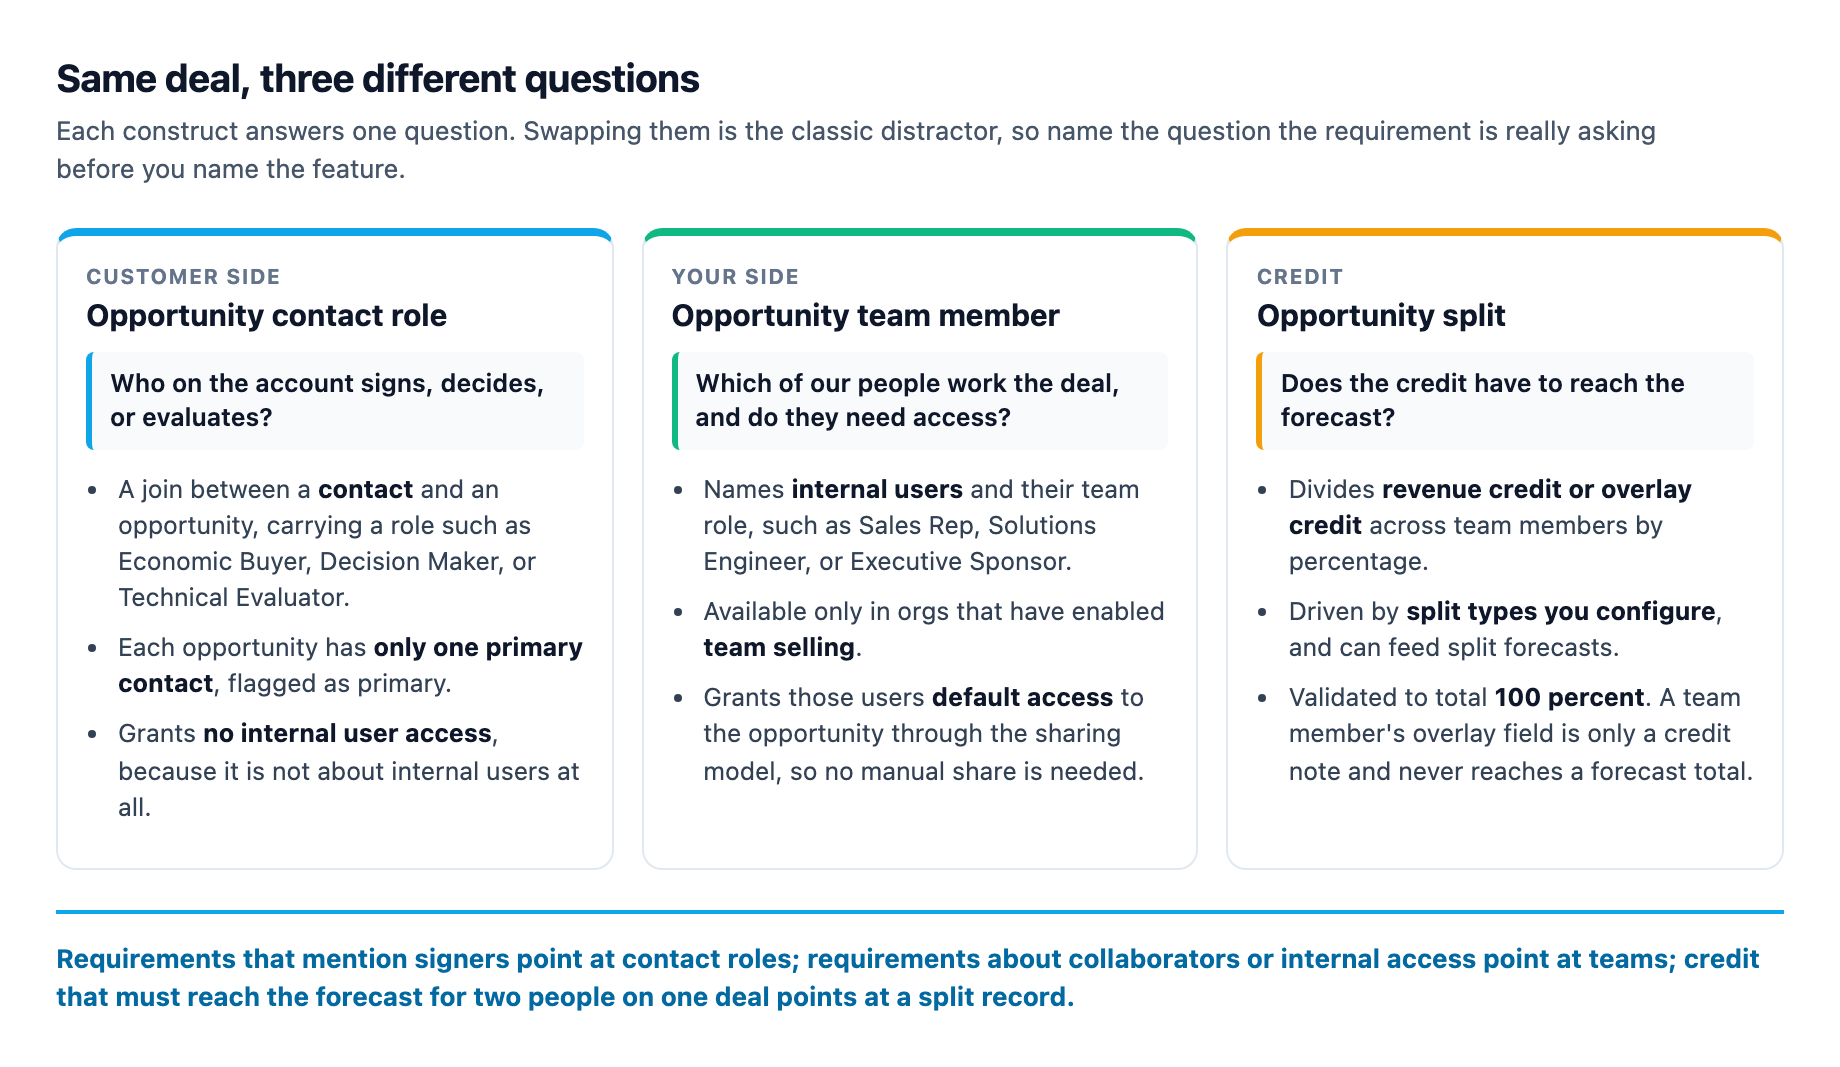 Same deal, three different questions
Each construct answers one question. Swapping them is the classic distractor, so name the question the requirement is really asking
before you name the feature.
CUSTOMER SIDE
Opportunity contact role
Who on the account signs, decides,
or evaluates?
• A join between a contact and an
opportunity, carrying a role such as
Economic Buyer, Decision Maker, or
Technical Evaluator.
• Each opportunity has only one primary
contact, flagged as primary.
• Grants no internal user access,
because it is not about internal users at
all.
YOUR SIDE
Opportunity team member
Which of our people work the deal,
and do they need access?
• Names internal users and their team
role, such as Sales Rep, Solutions
Engineer, or Executive Sponsor.
• Available only in orgs that have enabled
team selling.
• Grants those users default access to
the opportunity through the sharing
model, so no manual share is needed.
CREDIT
Opportunity split
Does the credit have to reach the
forecast?
• Divides revenue credit or overlay
credit across team members by
percentage.
• Driven by split types you configure,
and can feed split forecasts.
• Validated to total 100 percent. A team
member's overlay field is only a credit
note and never reaches a forecast total.
Requirements that mention signers point at contact roles; requirements about collaborators or internal access point at teams; credit
that must reach the forecast for two people on one deal points at a split record.